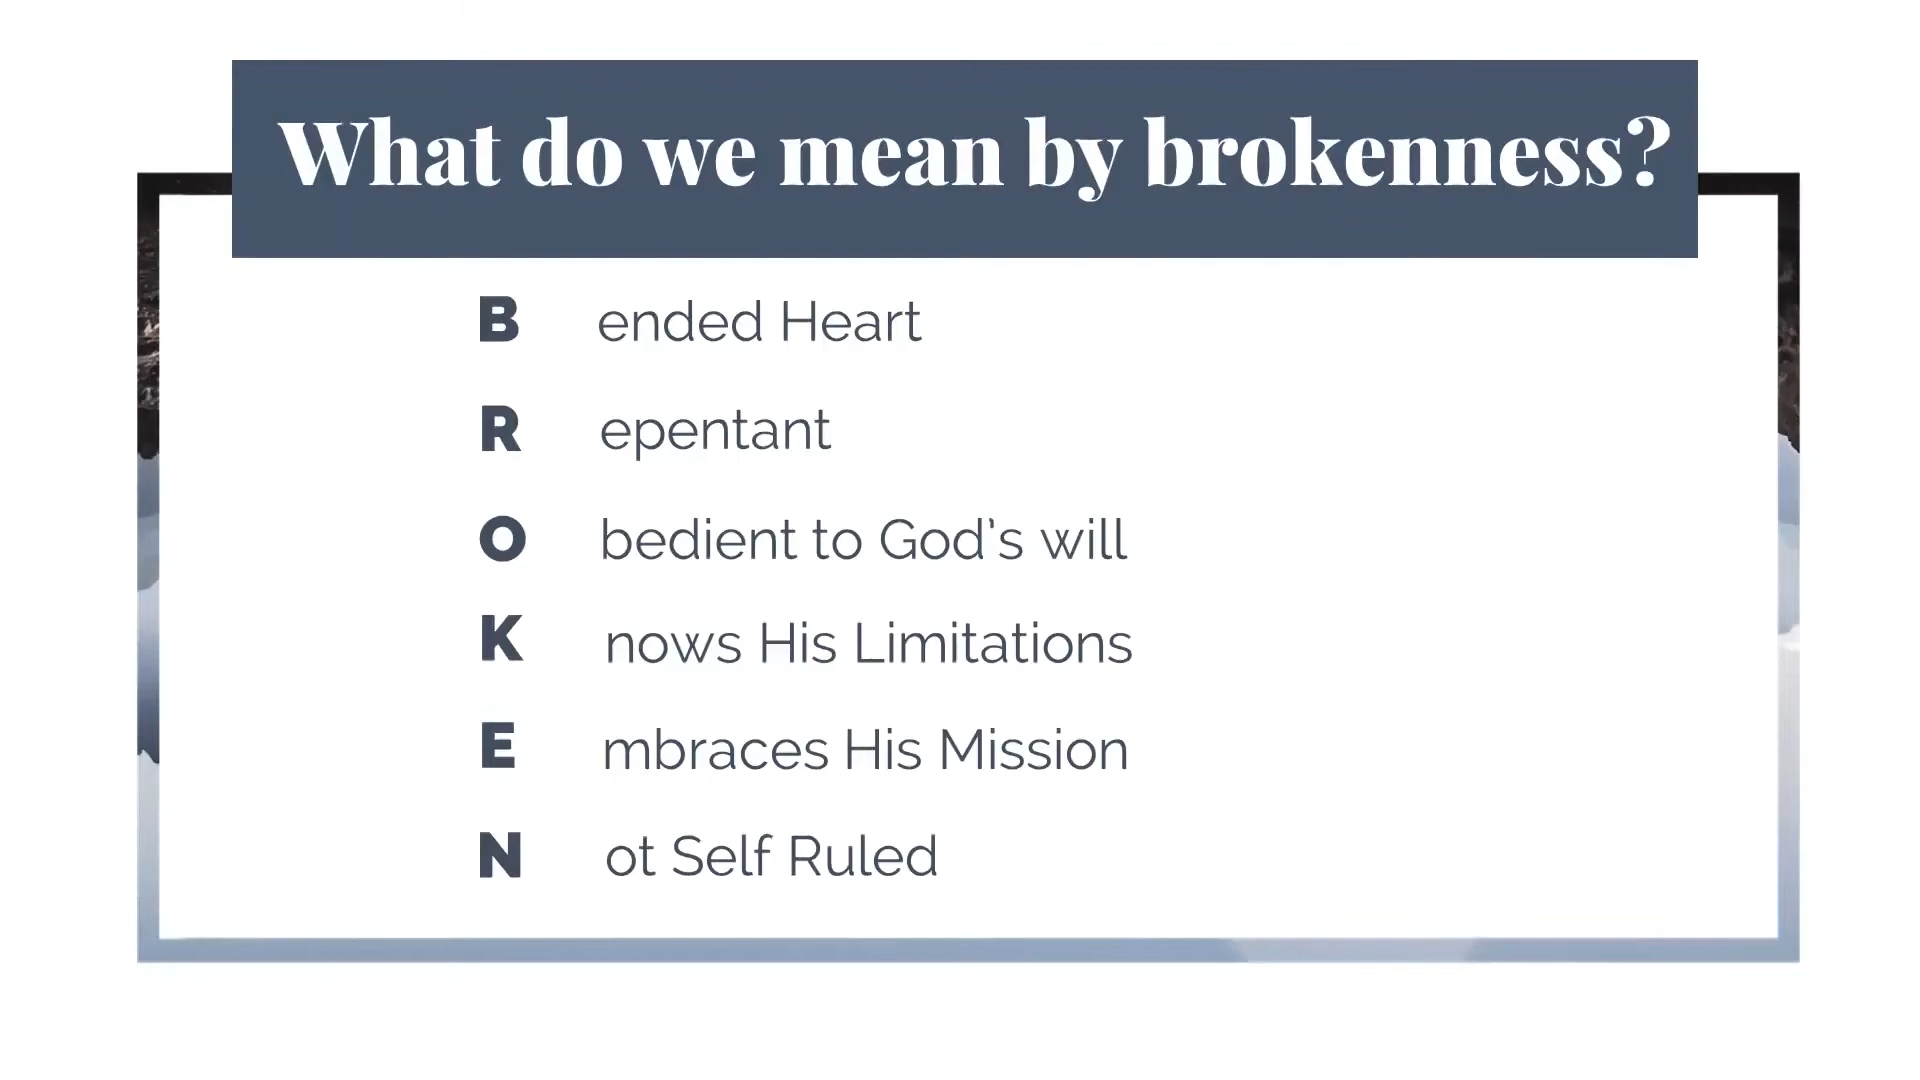 What do we mean by brokenness?
B ended Heart
R epentant
O bedient to God's will
K nows His Limitations
E mbraces His Mission
N ot Self Ruled